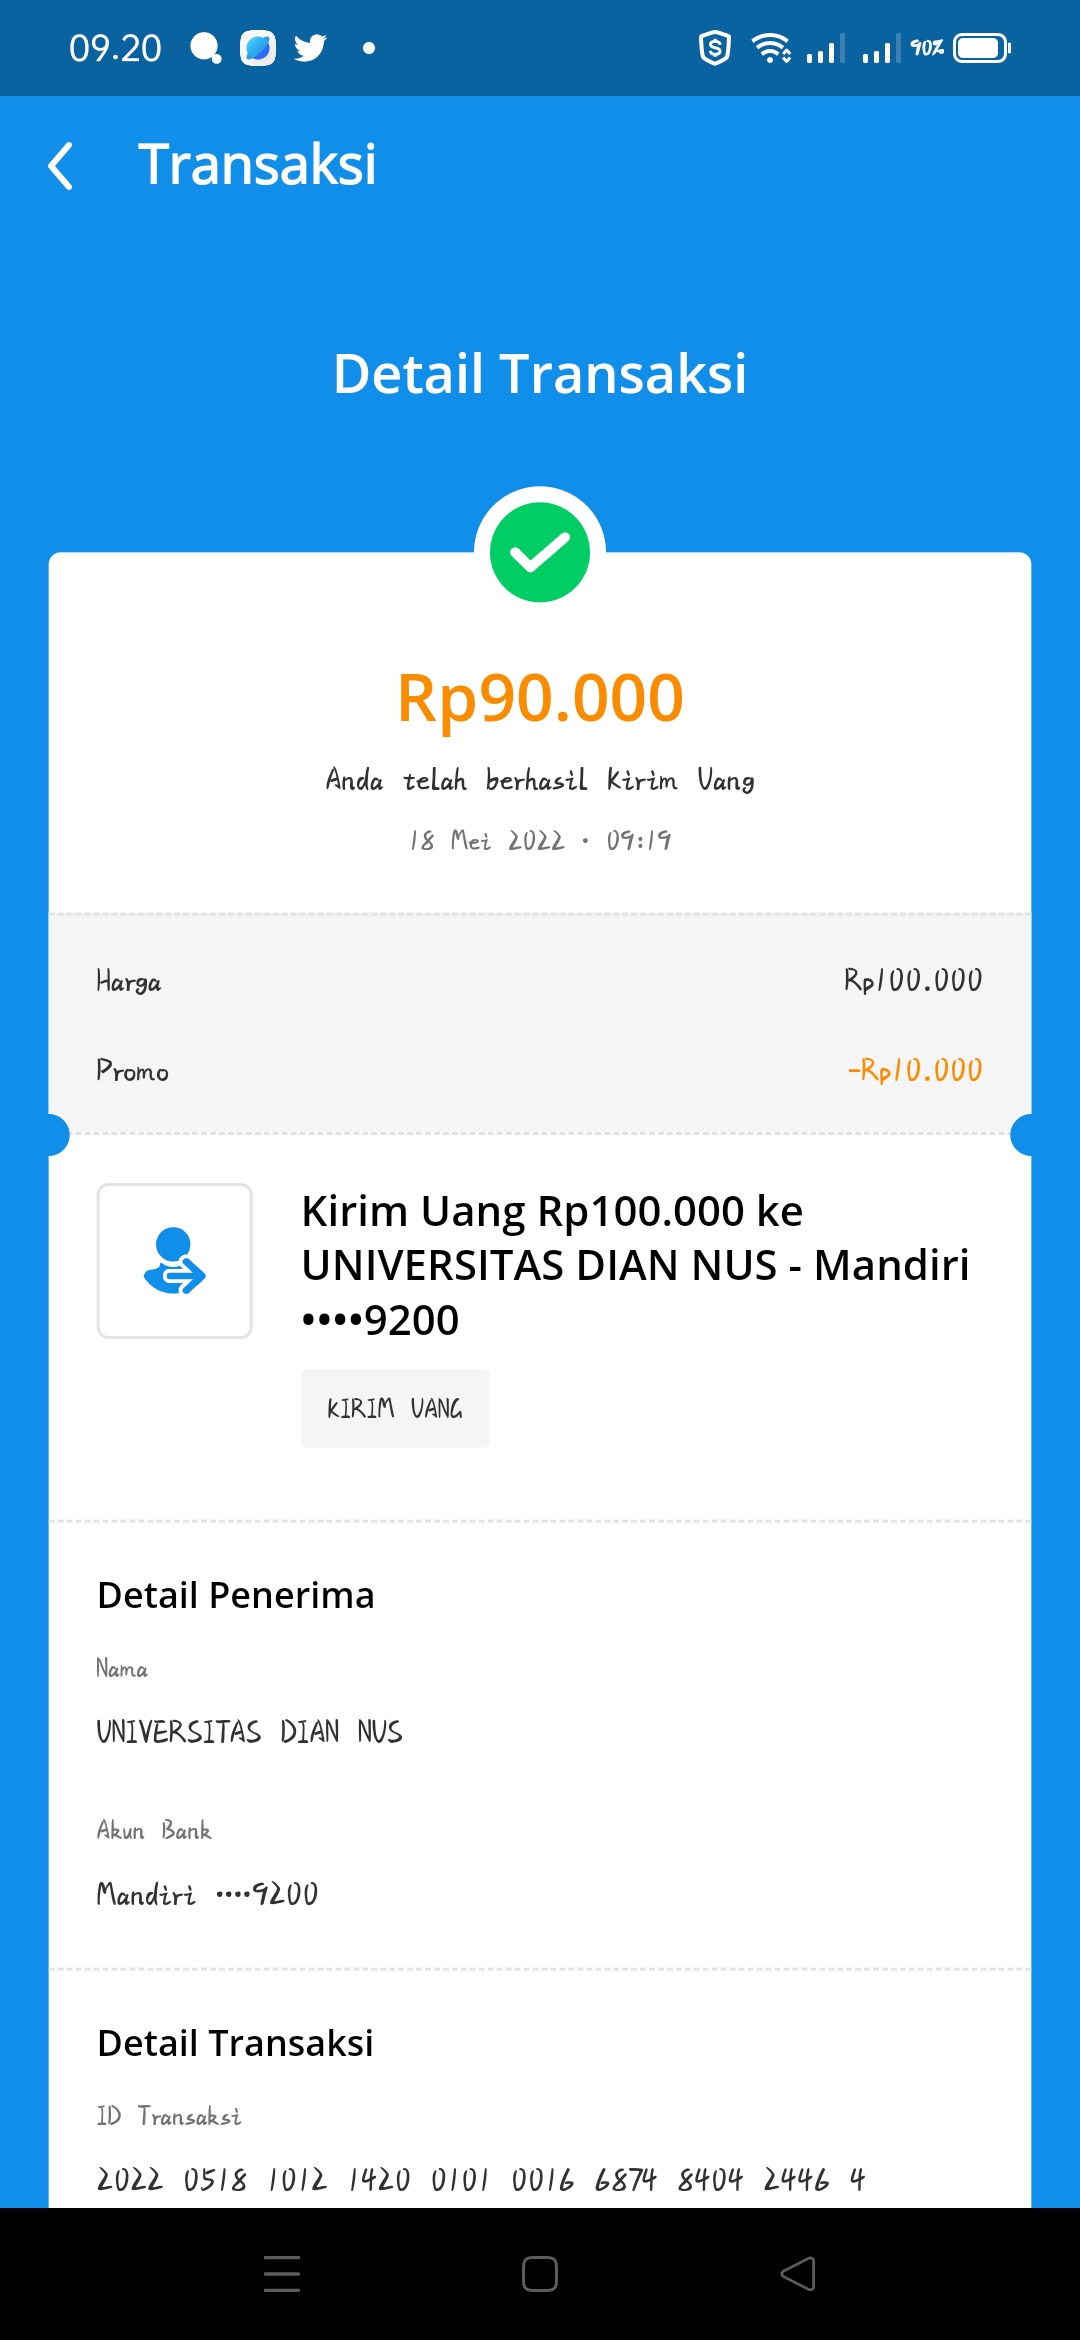 09.20
90%
Transaksi
Detail Transaksi
Rp90.000
Anda telah berhasil Kirim Uang
18 Mei 2022 • 09:19
Harga Rp100.000
Promo -Rp10.000
Kirim Uang Rp100.000 ke
UNIVERSITAS DIAN NUS - Mandiri
••••9200
KIRIM UANG
Detail Penerima
Nama
UNIVERSITAS DIAN NUS
Akun Bank
Mandiri ••••9200
Detail Transaksi
ID Transaksi
2022 0518 1012 1420 0101 0016 6874 8404 2446 4